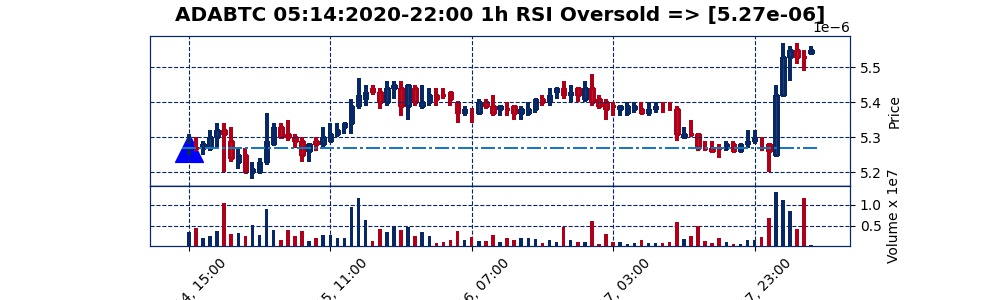 ADABTC 05:14:2020-22:00 1h RSI Oversold => [5.27e-06]
1e−6
5.5
5.4
5.3
5.2
Price
1.0
0.5
Volume x 1e7
4, 15:00
5, 11:00
6, 07:00
7, 03:00
7, 23:00